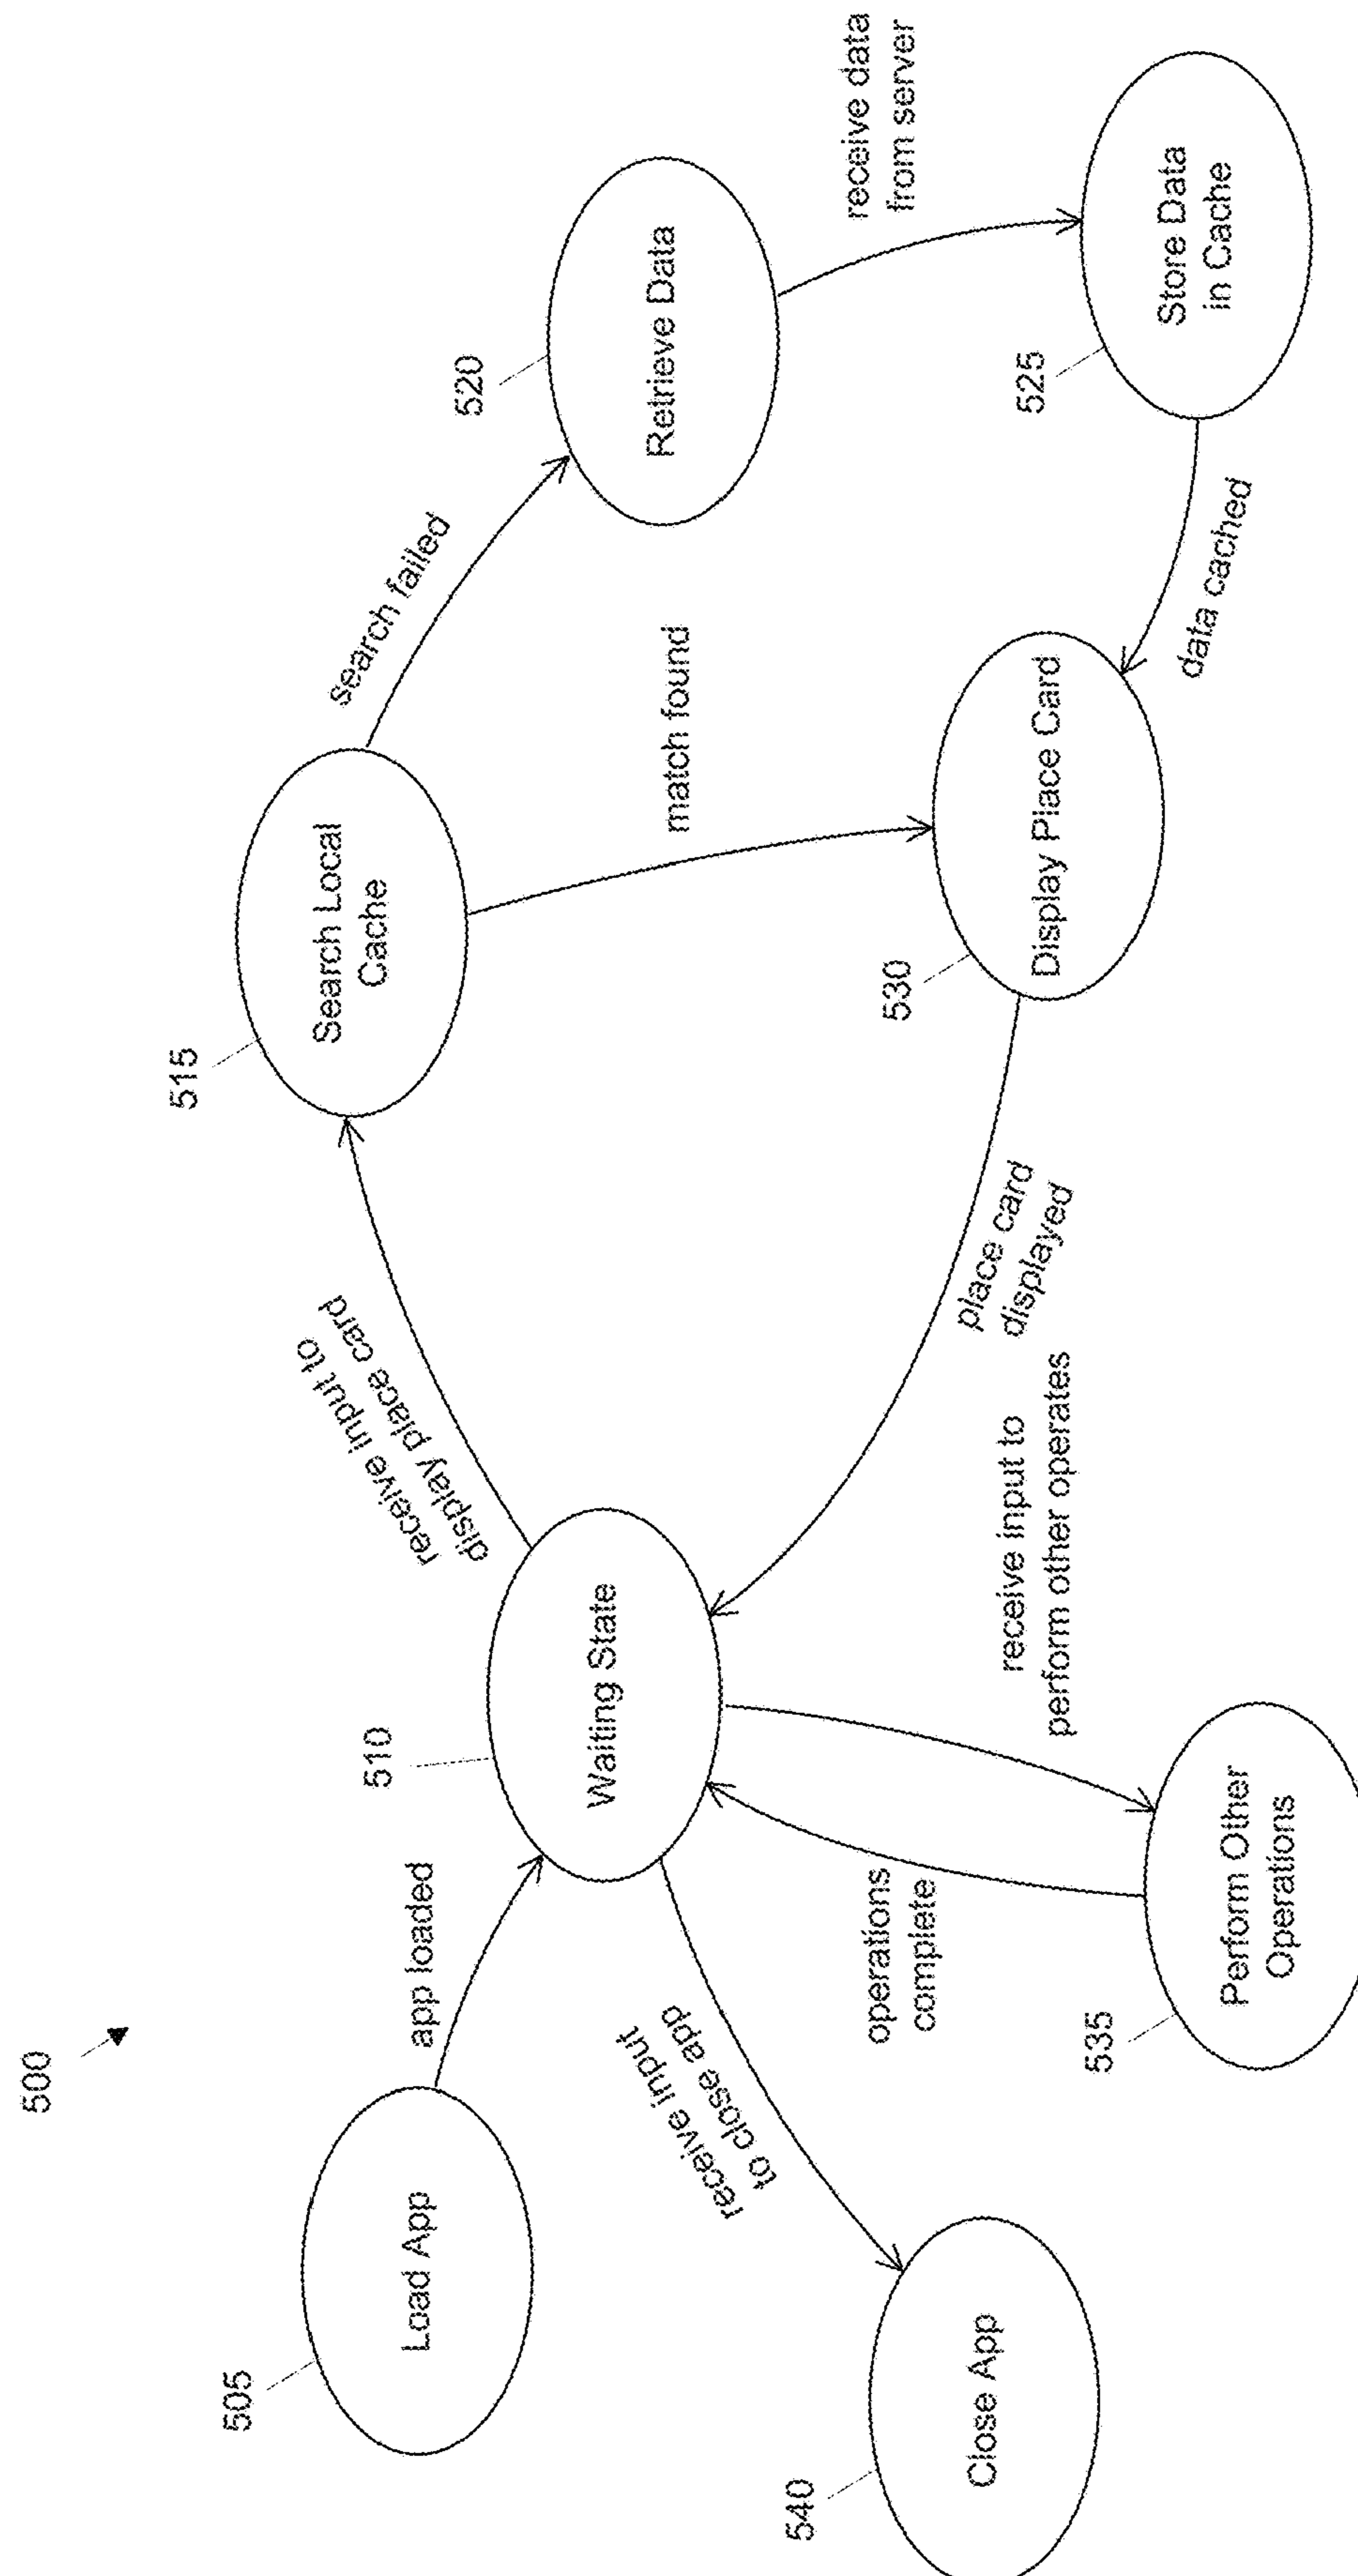 500
505
Load App
app loaded
510
Waiting State
receive input to
display place card
515
Search Local
Cache
search failed
520
Retrieve Data
receive data
from server
525
Store Data
in Cache
data cached
match found
530
Display Place Card
place card
displayed
receive input to
perform other operates
operations
complete
535
Perform Other
Operations
receive input
to close app
540
Close App